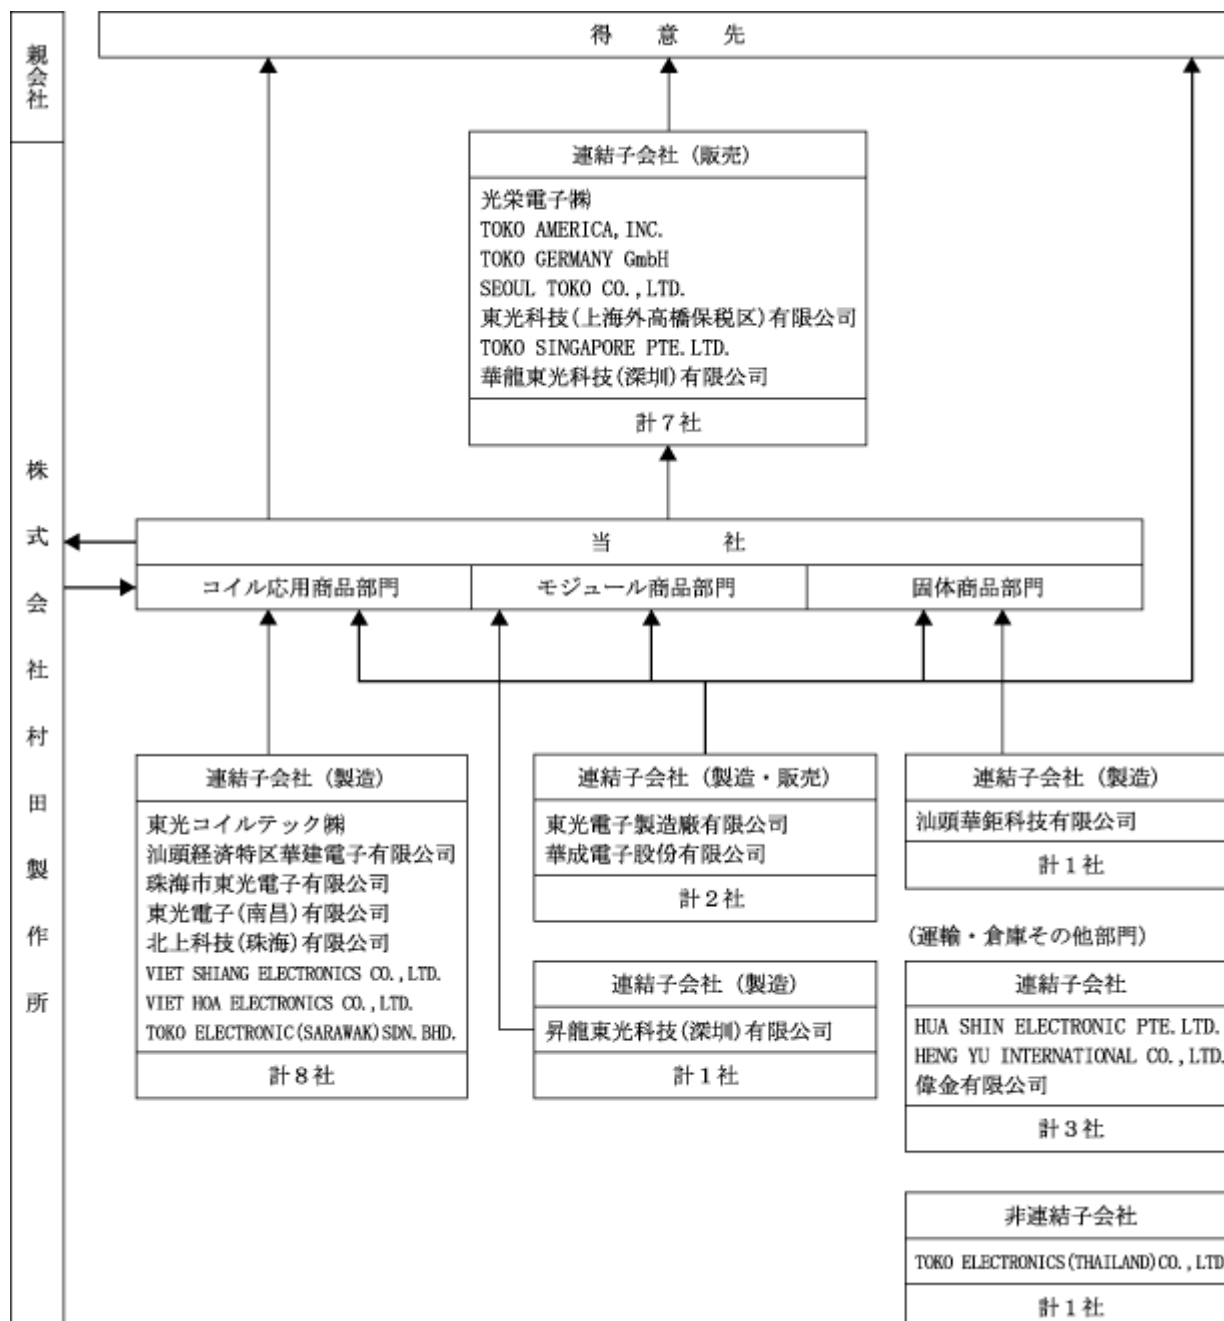 親会社
株式会社村田製作所
得意先
連結子会社（販売）
光栄電子㈱
TOKO AMERICA, INC.
TOKO GERMANY GmbH
SEOUL TOKO CO.,LTD.
東光科技(上海外高橋保税区)有限公司
TOKO SINGAPORE PTE.LTD.
華龍東光科技(深圳)有限公司
計７社
当社
コイル応用商品部門
モジュール商品部門
固体商品部門
連結子会社（製造）
東光コイルテック㈱
汕頭経済特区華建電子有限公司
珠海市東光電子有限公司
東光電子(南昌)有限公司
北上科技(珠海)有限公司
VIET SHIANG ELECTRONICS CO.,LTD.
VIET HOA ELECTRONICS CO.,LTD.
TOKO ELECTRONIC(SARAWAK)SDN.BHD.
計８社
連結子会社（製造・販売）
東光電子製造廠有限公司
華成電子股份有限公司
計２社
連結子会社（製造）
昇龍東光科技(深圳)有限公司
計１社
連結子会社（製造）
汕頭華鉅科技有限公司
計１社
(運輸・倉庫その他部門)
連結子会社
HUA SHIN ELECTRONIC PTE.LTD.
HENG YU INTERNATIONAL CO.,LTD.
偉金有限公司
計３社
非連結子会社
TOKO ELECTRONICS(THAILAND)CO.,LTD
計１社